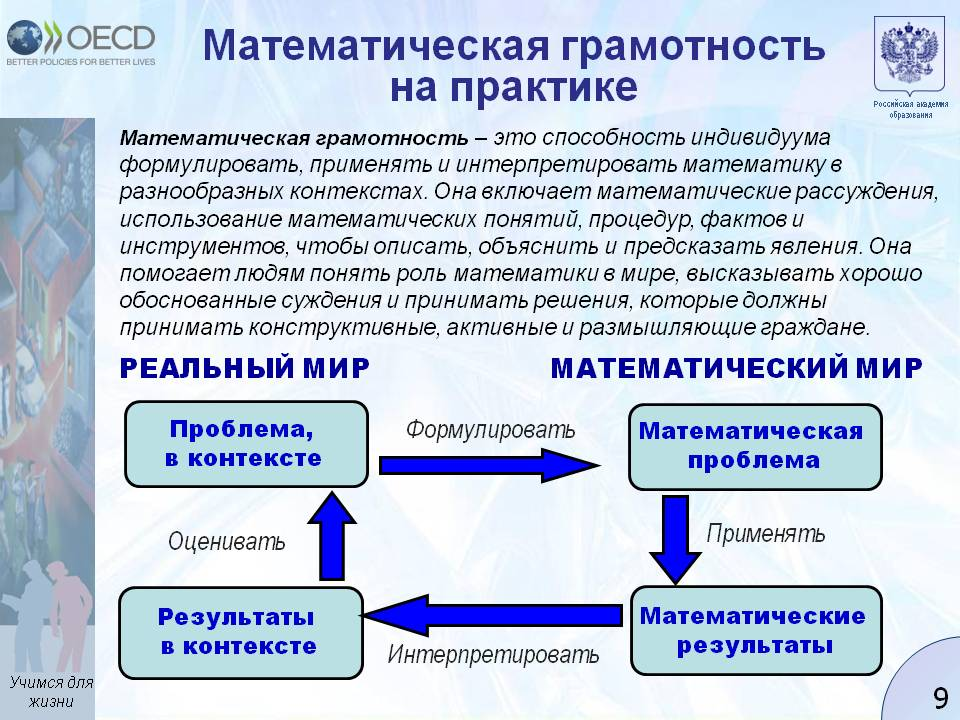 OECD
BETTER POLICIES FOR BETTER LIVES
Математическая грамотность
на практике
Российская академия
образования
Математическая грамотность – это способность индивидуума
формулировать, применять и интерпретировать математику в
разнообразных контекстах. Она включает математические рассуждения,
использование математических понятий, процедур, фактов и
инструментов, чтобы описать, объяснить и предсказать явления. Она
помогает людям понять роль математики в мире, высказывать хорошо
обоснованные суждения и принимать решения, которые должны
принимать конструктивные, активные и размышляющие граждане.
РЕАЛЬНЫЙ МИР
МАТЕМАТИЧЕСКИЙ МИР
Проблема,
в контексте
Формулировать
Математическая
проблема
Оценивать
Применять
Результаты
в контексте
Интерпретировать
Математические
результаты
Учимся для
жизни
9